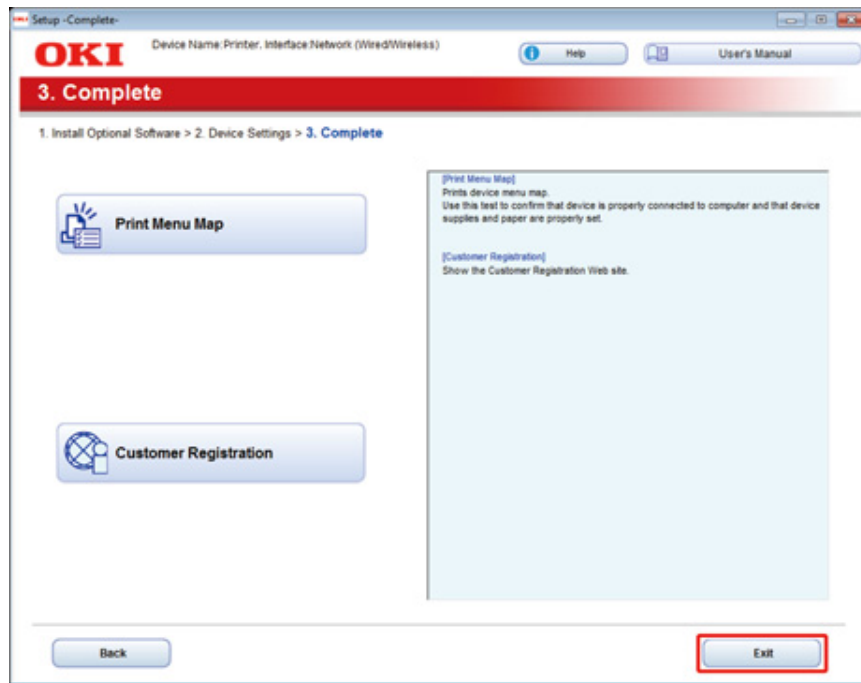 OKI Setup -Complete-
OKI
Device Name:Printer, Interface:Network (Wired/Wireless)
i Help
User's Manual
3. Complete
1. Install Optional Software > 2. Device Settings > 3. Complete
Print Menu Map
[Print Menu Map]
Prints device menu map.
Use this test to confirm that device is properly connected to computer and that device
supplies and paper are properly set.
[Customer Registration]
Show the Customer Registration Web site.
Customer Registration
Back
Exit